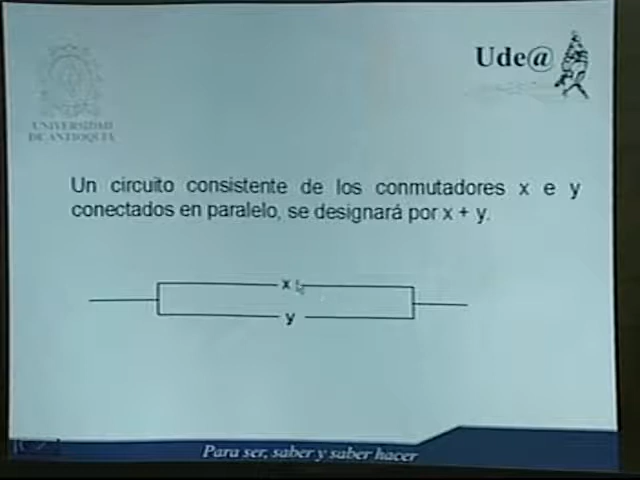 Ude@
UNIVERSIDAD
DE ANTIOQUIA
Un circuito consistente de los conmutadores x e y
conectados en paralelo, se designará por x + y.
x
y
Para ser, saber y saber hacer